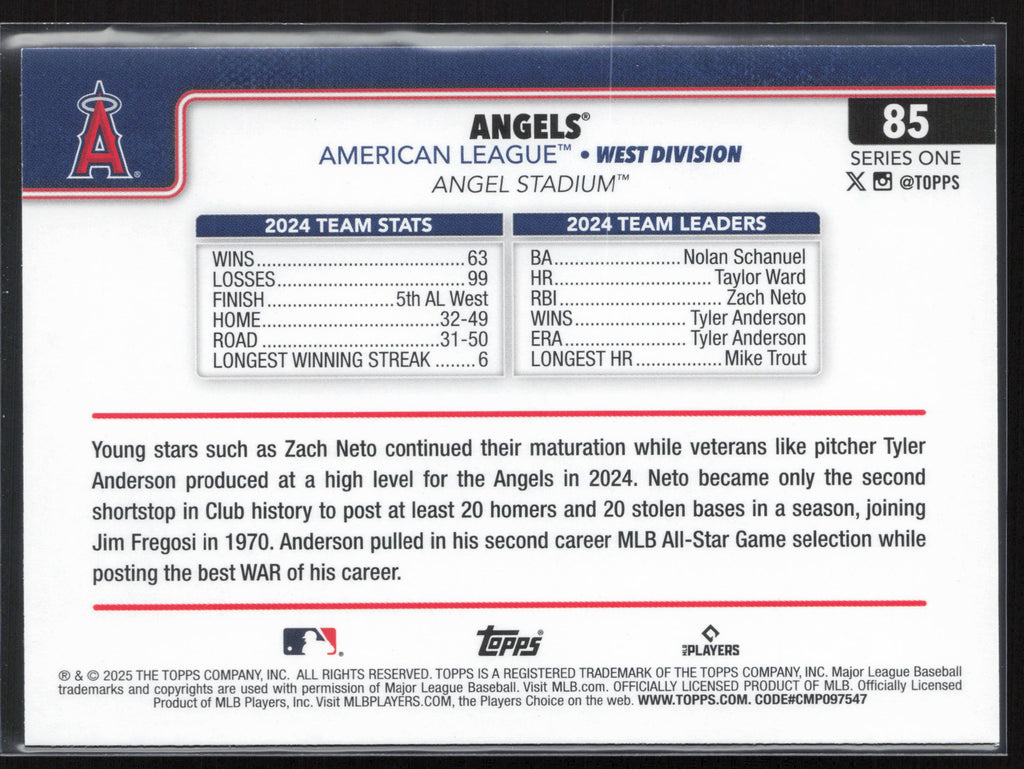 A
85
ANGELS®
SERIES ONE
AMERICAN LEAGUE™ • WEST DIVISION
@TOPPS
ANGEL STADIUM™
2024 TEAM STATS
WINS................................................63
LOSSES...........................................99
FINISH..............................5th AL West
HOME.........................................32-49
ROAD .........................................31-50
LONGEST WINNING STREAK ........6
2024 TEAM LEADERS
BA..............................Nolan Schanuel
HR.....................................Taylor Ward
RBI.......................................Zach Neto
WINS......................... Tyler Anderson
ERA........................... Tyler Anderson
LONGEST HR....................Mike Trout
Young stars such as Zach Neto continued their maturation while veterans like pitcher Tyler
Anderson produced at a high level for the Angels in 2024. Neto became only the second
shortstop in Club history to post at least 20 homers and 20 stolen bases in a season, joining
Jim Fregosi in 1970. Anderson pulled in his second career MLB All-Star Game selection while
posting the best WAR of his career.
Topps®
MLB PLAYERS
® & © 2025 THE TOPPS COMPANY, INC. ALL RIGHTS RESERVED. TOPPS IS A REGISTERED TRADEMARK OF THE TOPPS COMPANY, INC. Major League Baseball
trademarks and copyrights are used with permission of Major League Baseball. Visit MLB.com. OFFICIALLY LICENSED PRODUCT OF MLB. Officially Licensed
Product of MLB Players, Inc. Visit MLBPLAYERS.COM, the Players Choice on the web. WWW.TOPPS.COM. CODE#CMP097547